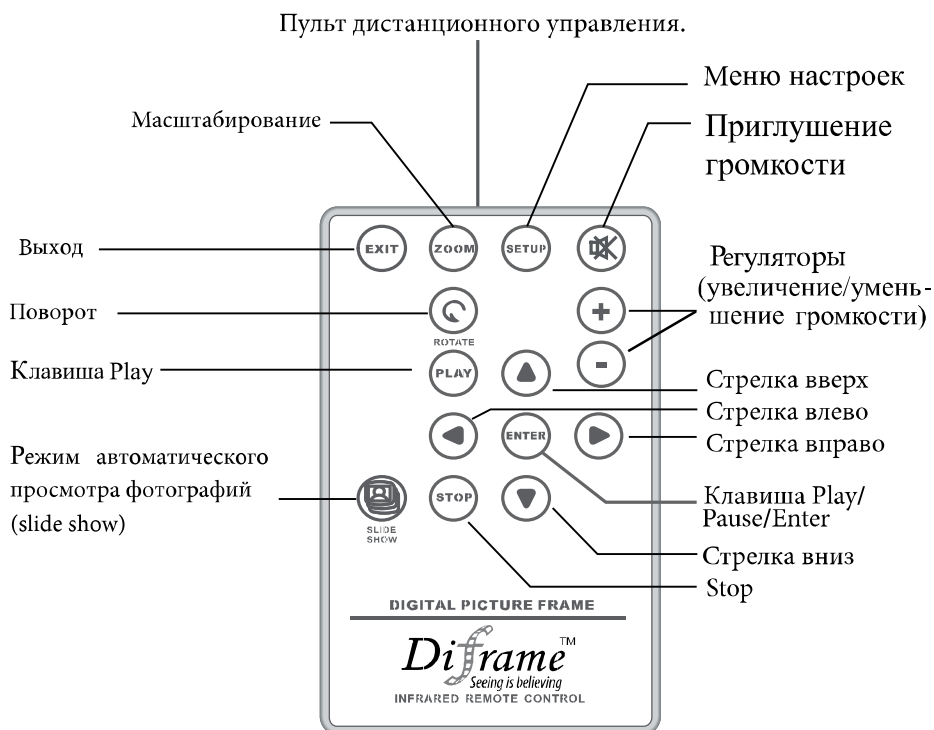 Пульт дистанционного управления.
Меню настроек
Масштабирование
Приглушение
громкости
Выход
EXIT
ZOOM
SETUP
Регуляторы
(увеличение/умень-
шение громкости)
Поворот
ROTATE
+
-
Клавиша Play
PLAY
Стрелка вверх
Стрелка влево
ENTER
Стрелка вправо
Режим автоматического
просмотра фотографий
(slide show)
SLIDE
SHOW
STOP
Клавиша Play/
Pause/Enter
Стрелка вниз
Stop
DIGITAL PICTURE FRAME
Diframe™
Seeing is believing
INFRARED REMOTE CONTROL